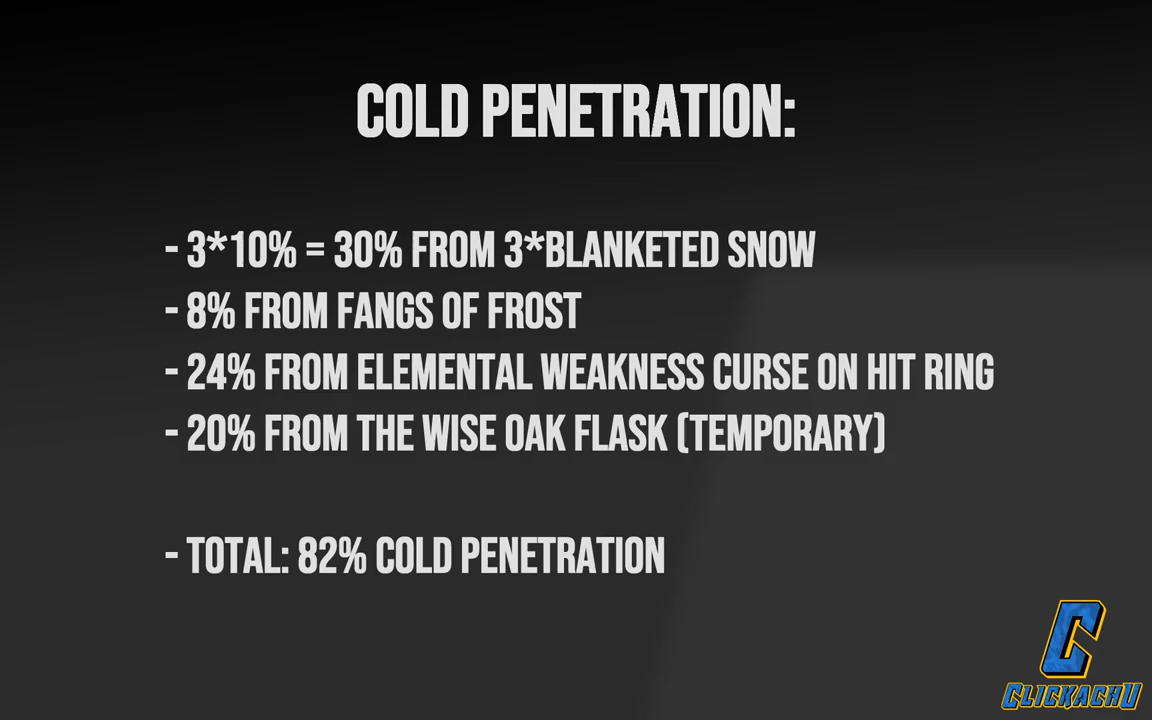 COLD PENETRATION:
- 3*10% = 30% FROM 3*BLANKETED SNOW
- 8% FROM FANGS OF FROST
- 24% FROM ELEMENTAL WEAKNESS CURSE ON HIT RING
- 20% FROM THE WISE OAK FLASK (TEMPORARY)
- TOTAL: 82% COLD PENETRATION
C
CLICKACHU